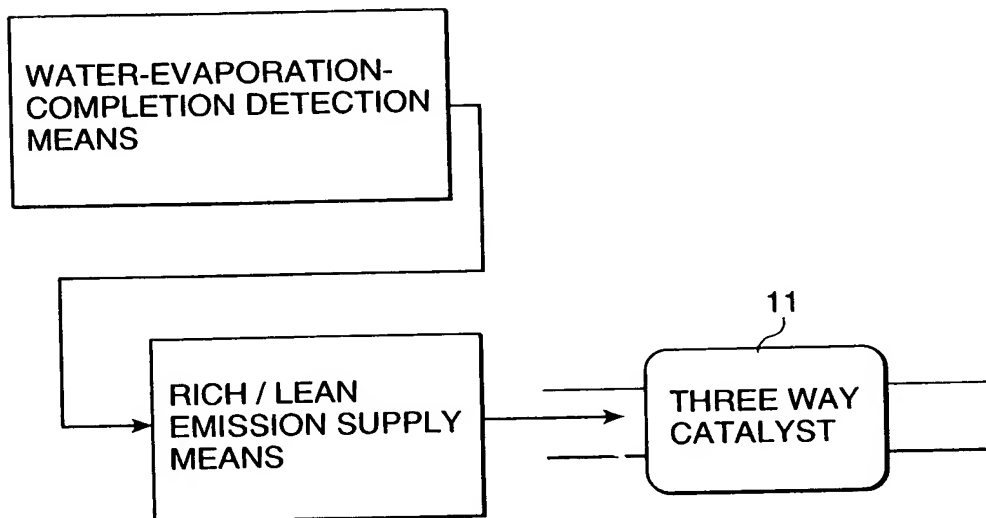 WATER-EVAPORATION-
COMPLETION DETECTION
MEANS
11
RICH / LEAN
EMISSION SUPPLY
MEANS
THREE WAY
CATALYST